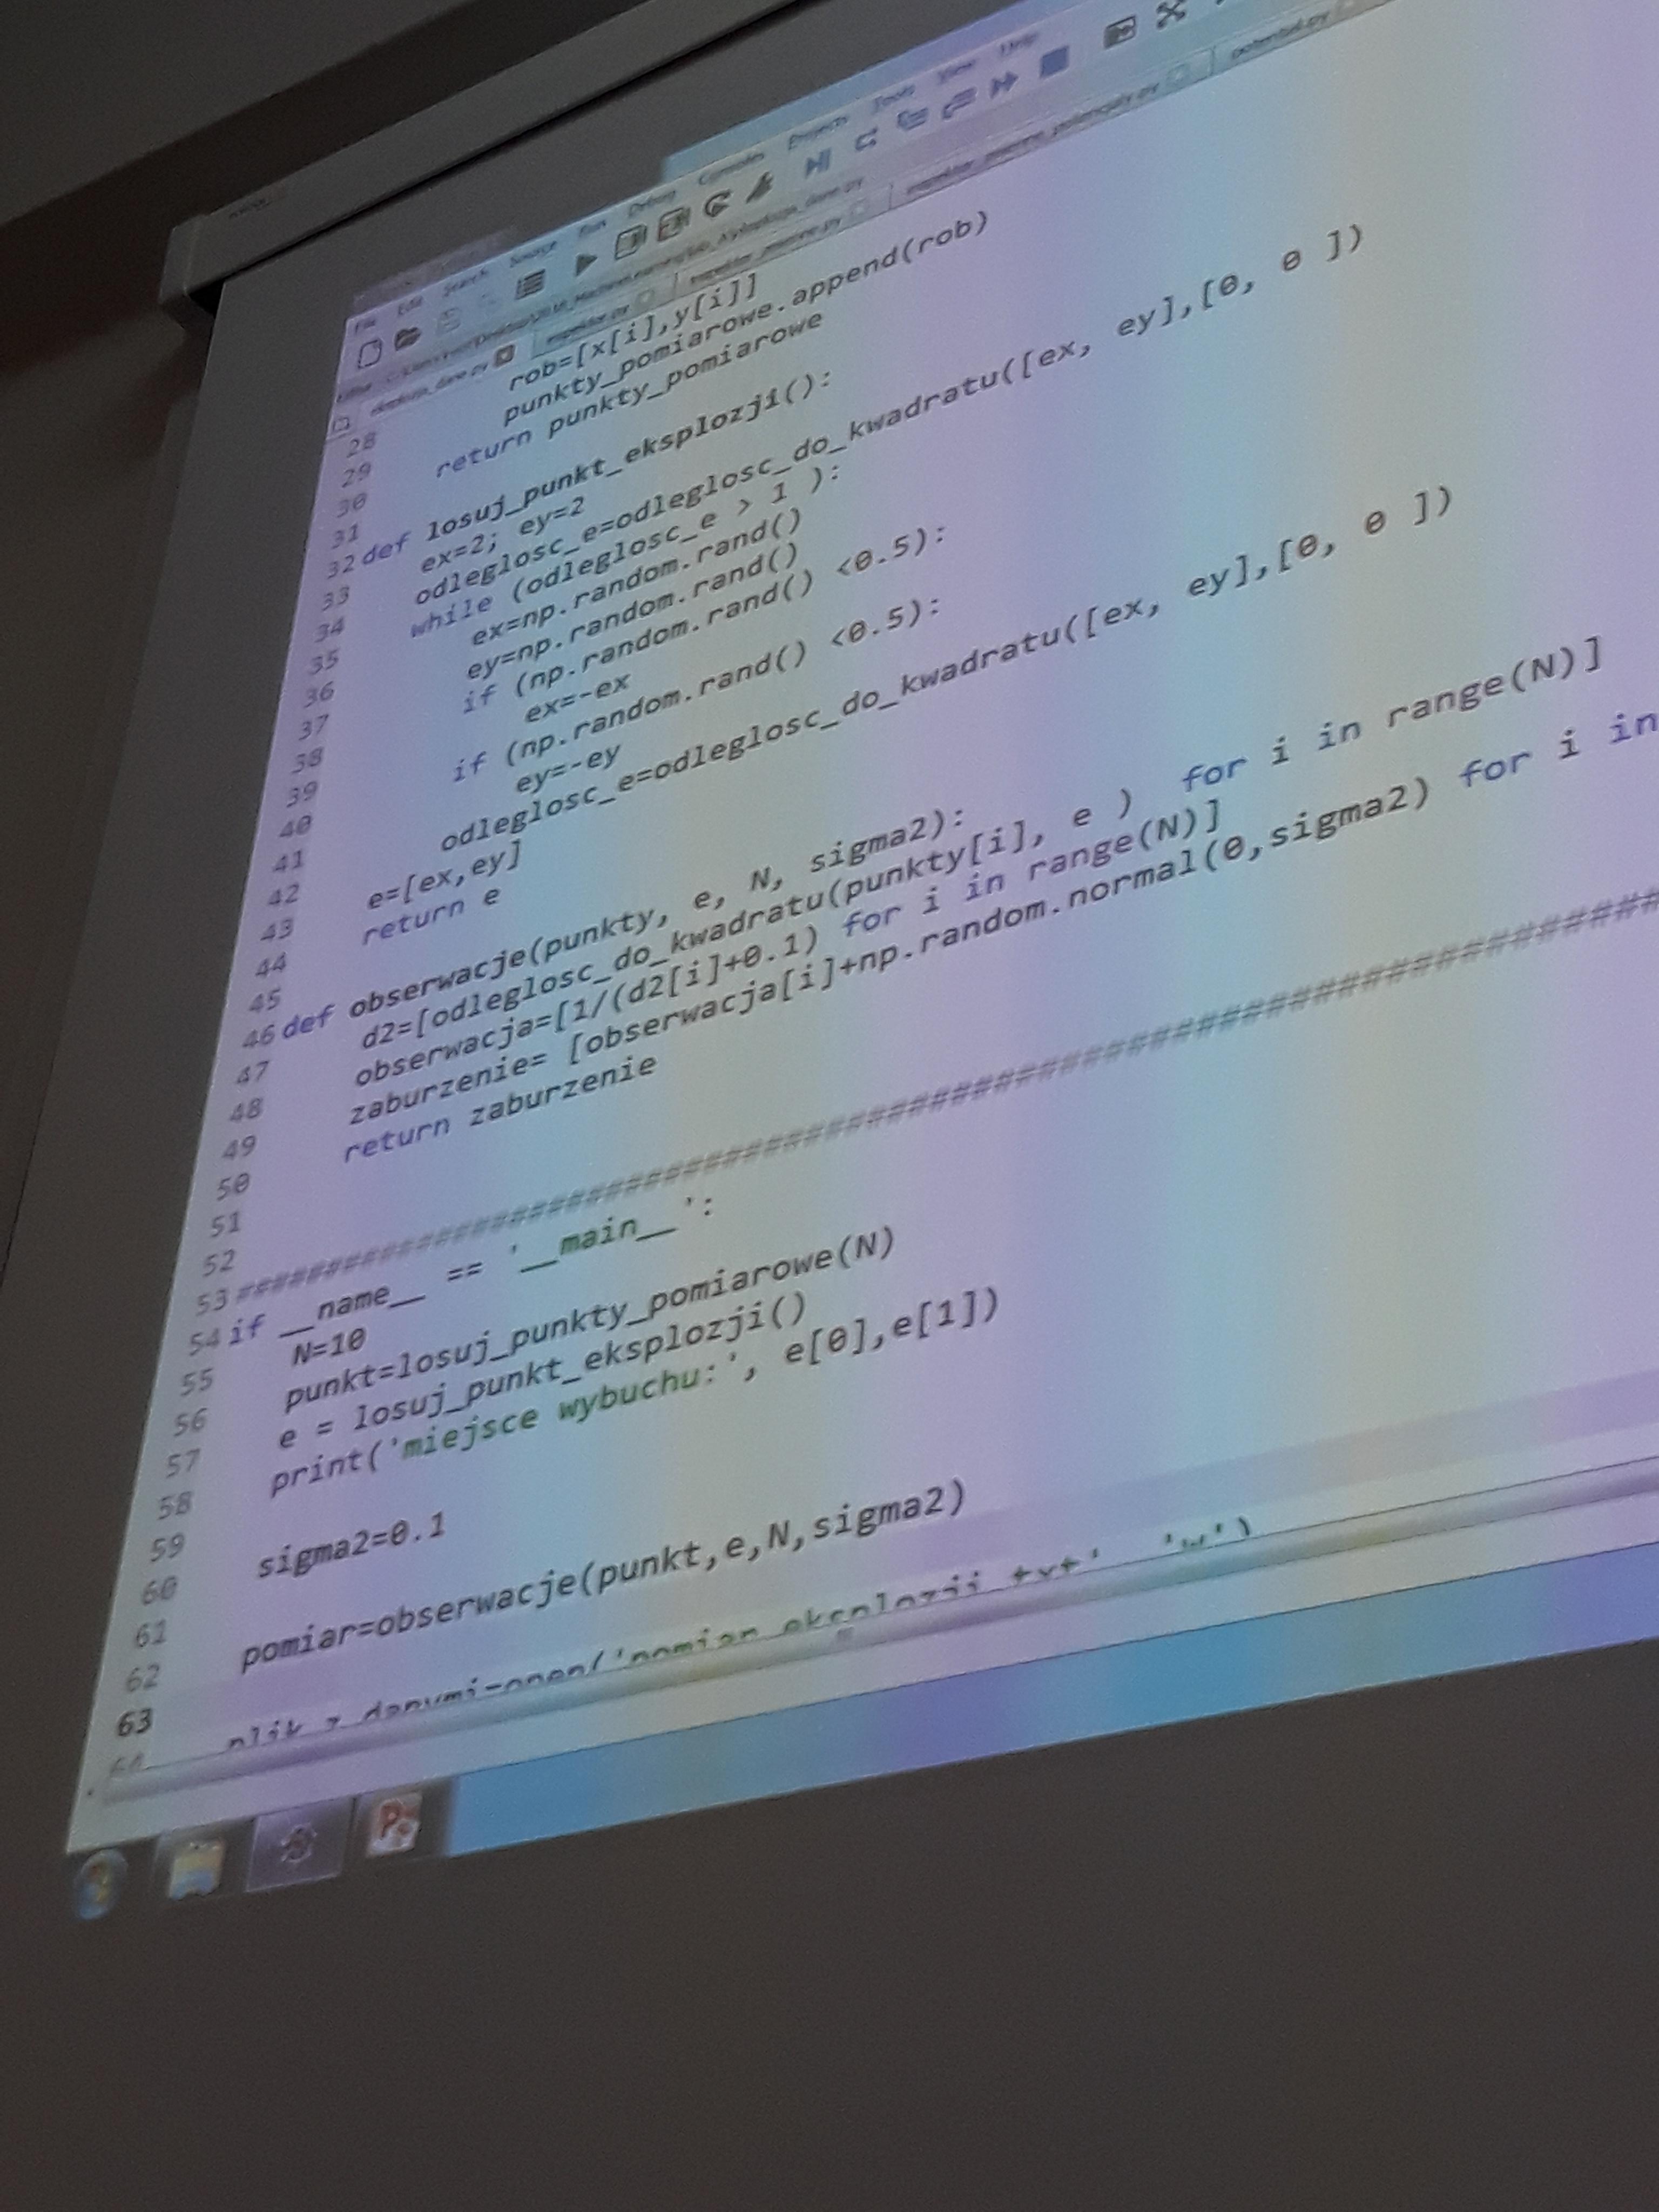 File Edit Search Source Run Debug Consoles Projects Tools View Help
potential.py
28 rob=[x[i],y[i]]
29 punkty_pomiarowe.append(rob)
30 return punkty_pomiarowe
31
32 def losuj_punkt_eksplozji():
33 ex=2; ey=2
34 odleglosc_e=odleglosc_do_kwadratu([ex, ey],[0, 0 ])
35 while (odleglosc_e > 1 ):
36 ex=np.random.rand()
37 ey=np.random.rand()
38 if (np.random.rand() <0.5):
39 ex=-ex
40 if (np.random.rand() <0.5):
41 ey=-ey
42 odleglosc_e=odleglosc_do_kwadratu([ex, ey],[0, 0 ])
43 e=[ex,ey]
44 return e
45
46 def obserwacje(punkty, e, N, sigma2):
47 d2=[odleglosc_do_kwadratu(punkty[i], e ) for i in range(N)]
48 obserwacja=[1/(d2[i]+0.1) for i in range(N)]
49 zaburzenie= [obserwacja[i]+np.random.normal(0,sigma2) for i in
50 return zaburzenie
51
52
53 ################################################################
54 if __name__ == '__main__':
55 N=10
56 punkt=losuj_punkty_pomiarowe(N)
57 e = losuj_punkt_eksplozji()
58 print('miejsce wybuchu:', e[0],e[1])
59
60 sigma2=0.1
61
62 pomiar=obserwacje(punkt,e,N,sigma2)
63
64 plik_z_danymi=open('pomiar_eksplozji.txt', 'w')